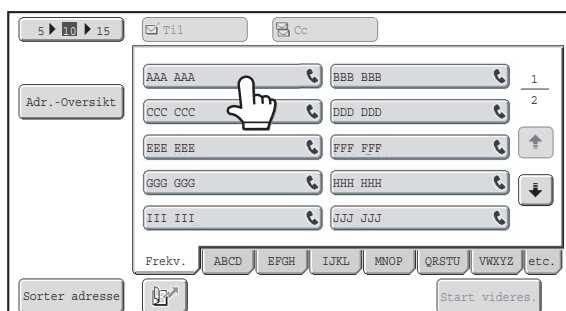 5 10 15
Til
Cc
Adr.-Oversikt
AAA AAA
BBB BBB
CCC CCC
DDD DDD
EEE EEE
FFF FFF
GGG GGG
HHH HHH
III III
JJJ JJJ
1
2
Frekv. ABCD EFGH IJKL MNOP QRSTU VWXYZ etc.
Sorter adresse
Start videres.